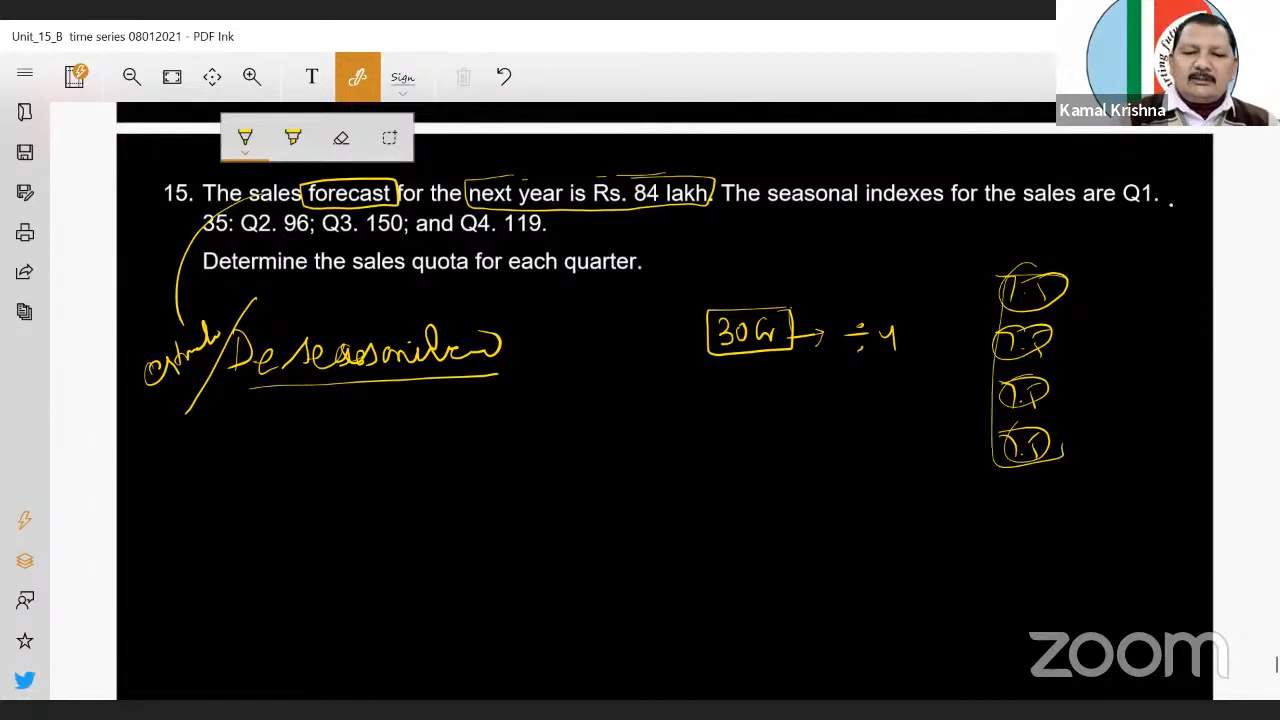 Unit_15_B time series 08012021 - PDF Ink
T
Sign
Kamal Krishna
15. The sales forecast for the next year is Rs. 84 lakh. The seasonal indexes for the sales are Q1.
35: Q2. 96; Q3. 150; and Q4. 119.
Determine the sales quota for each quarter.
30 Cr → ÷ 4
zoom